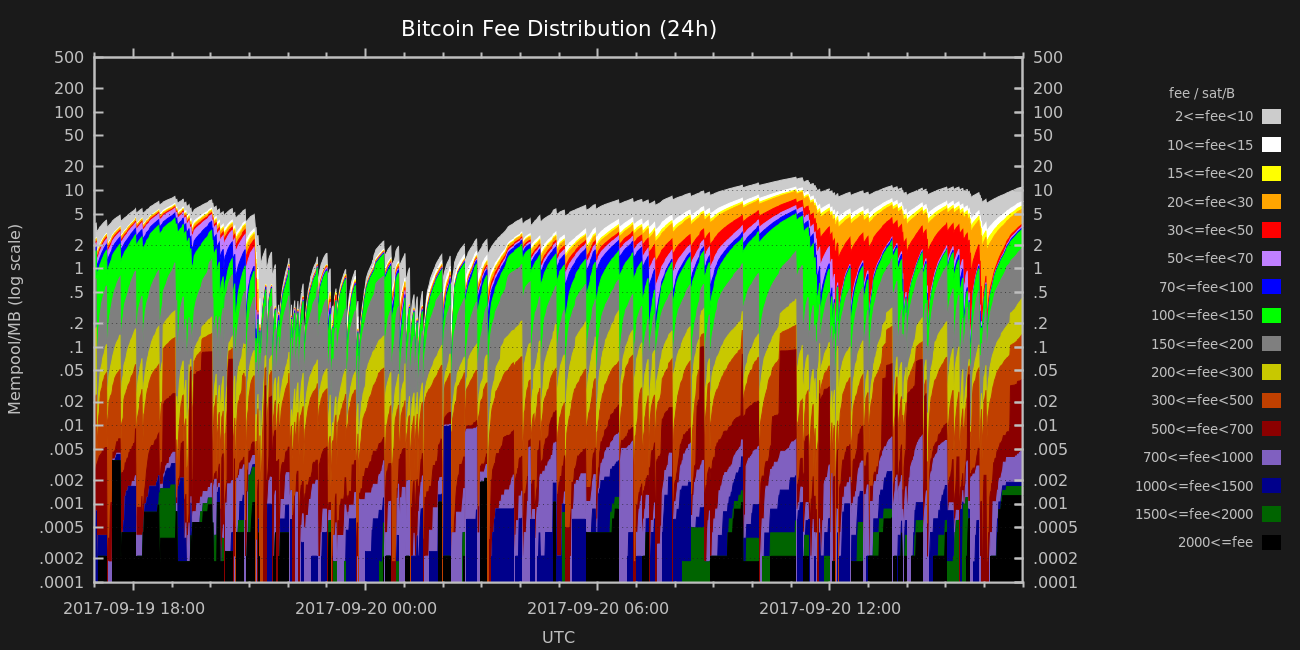 Bitcoin Fee Distribution (24h)
500
200
100
50
20
10
5
2
1
.5
.2
.1
.05
.02
.01
.005
.002
.001
.0005
.0002
.0001
Mempool/MB (log scale)
500
200
100
50
20
10
5
2
1
.5
.2
.1
.05
.02
.01
.005
.002
.001
.0005
.0002
.0001
fee / sat/B
2<=fee<10
10<=fee<15
15<=fee<20
20<=fee<30
30<=fee<50
50<=fee<70
70<=fee<100
100<=fee<150
150<=fee<200
200<=fee<300
300<=fee<500
500<=fee<700
700<=fee<1000
1000<=fee<1500
1500<=fee<2000
2000<=fee
2017-09-19 18:00 2017-09-20 00:00 2017-09-20 06:00 2017-09-20 12:00
UTC